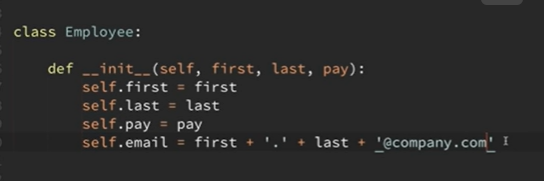 class Employee:
def __init__(self, first, last, pay):
self.first = first
self.last = last
self.pay = pay
self.email = first + '.' + last + '@company.com'